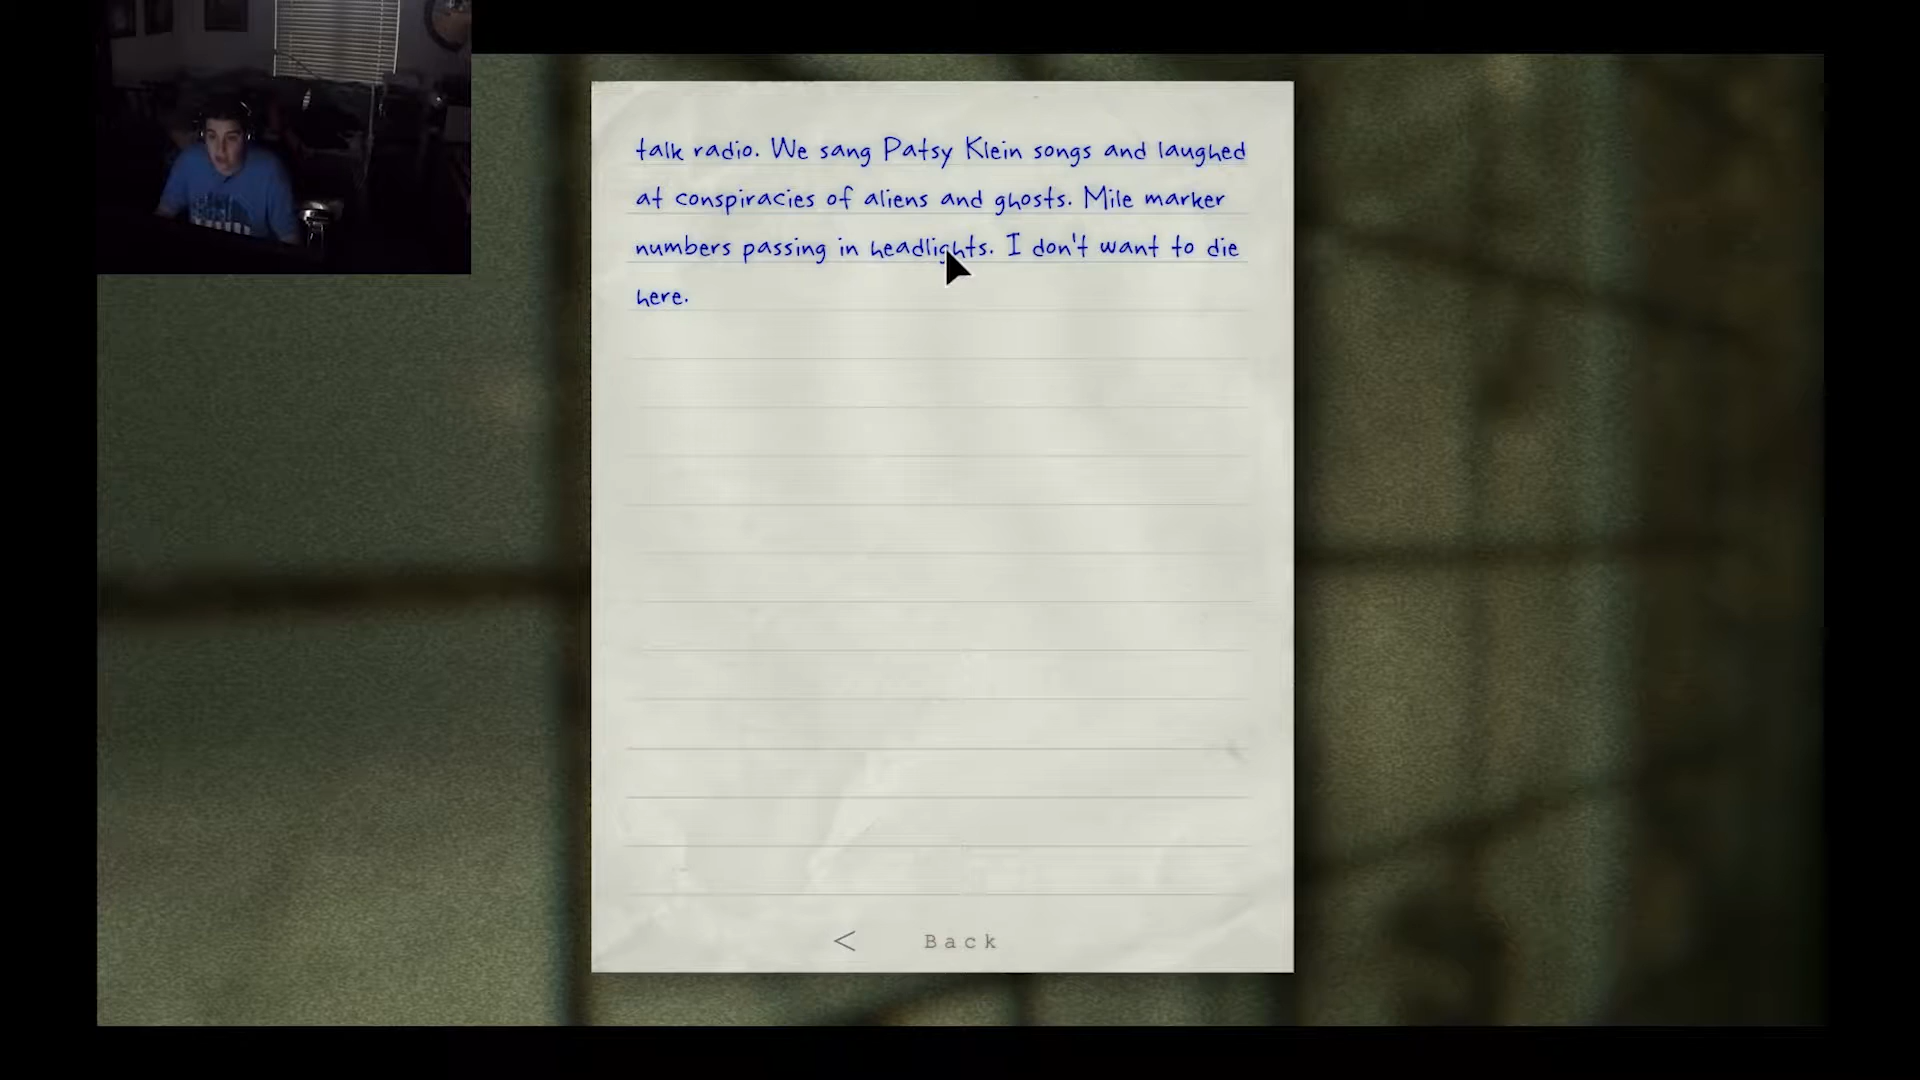 talk radio. We sang Patsy Klein songs and laughed
at conspiracies of aliens and ghosts. Mile marker
numbers passing in headlights. I don't want to die
here.
< Back